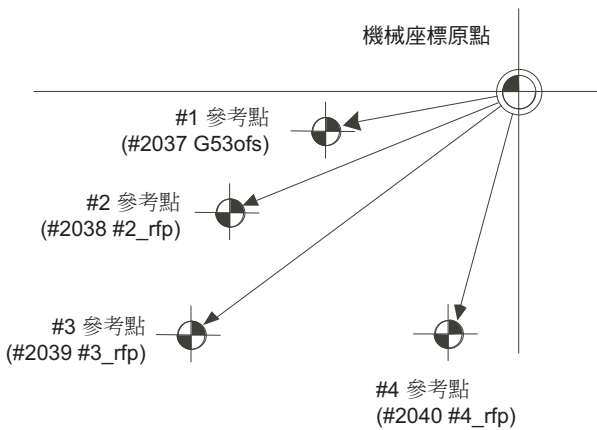 機械座標原點
#1 參考點
(#2037 G53ofs)
#2 參考點
(#2038 #2_rfp)
#3 參考點
(#2039 #3_rfp)
#4 參考點
(#2040 #4_rfp)